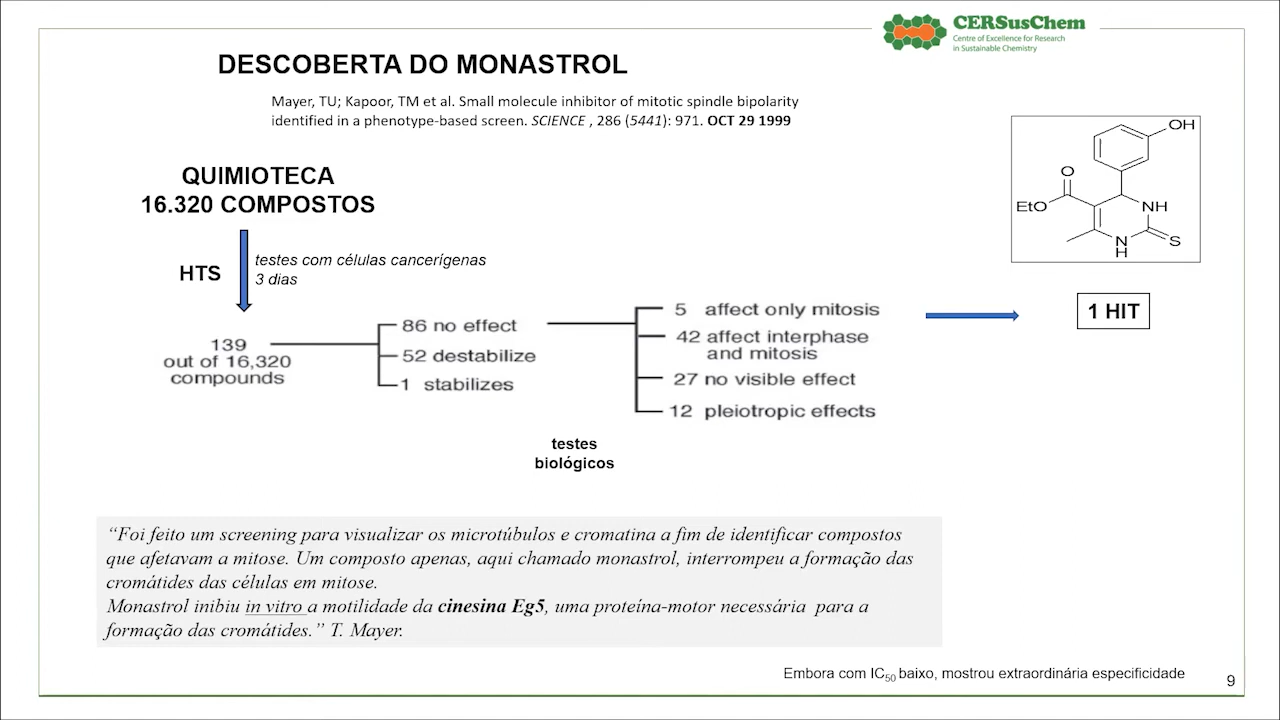 CERSusChem
Centre of Excellence for Research
in Sustainable Chemistry
DESCOBERTA DO MONASTROL
Mayer, TU; Kapoor, TM et al. Small molecule inhibitor of mitotic spindle bipolarity
identified in a phenotype-based screen. SCIENCE , 286 (5441): 971. OCT 29 1999
QUIMIOTECA
16.320 COMPOSTOS
HTS
testes com células cancerígenas
3 dias
139
out of 16,320
compounds
86 no effect
52 destabilize
1 stabilizes
testes
biológicos
5 affect only mitosis
42 affect interphase
and mitosis
27 no visible effect
12 pleiotropic effects
OH
O
EtO
NH
N
H
S
1 HIT
“Foi feito um screening para visualizar os microtúbulos e cromatina a fim de identificar compostos
que afetavam a mitose. Um composto apenas, aqui chamado monastrol, interrompeu a formação das
cromátides das células em mitose.
Monastrol inibiu in vitro a motilidade da cinesina Eg5, uma proteína-motor necessária para a
formação das cromátides.” T. Mayer.
Embora com IC50 baixo, mostrou extraordinária especificidade
9